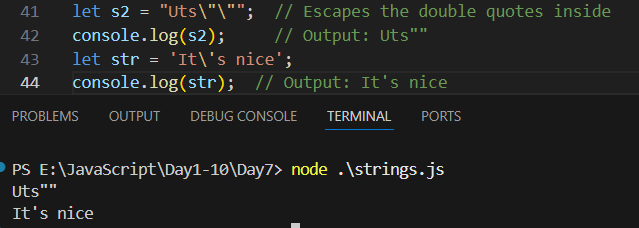 41 let s2 = "Uts\"\"";  // Escapes the double quotes inside
42 console.log(s2);      // Output: Uts""
43 let str = 'It\'s nice';
44 console.log(str);  // Output: It's nice
PROBLEMS OUTPUT DEBUG CONSOLE TERMINAL PORTS
PS E:\JavaScript\Day1-10\Day7> node .\strings.js
Uts""
It's nice